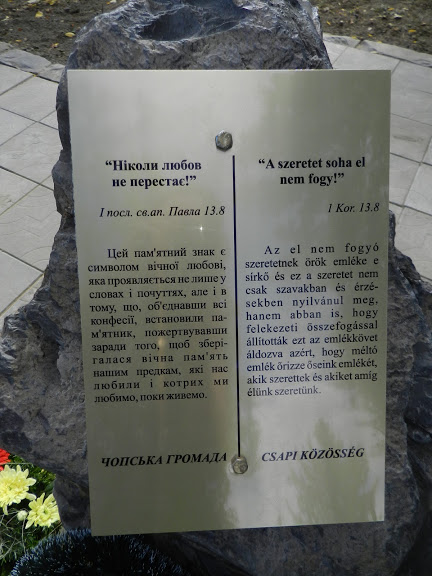 “Ніколи любов
не перестає!”
І посл. св.ап. Павла 13.8
Цей пам'ятний знак є
символом вічної любові,
яка проявляється не лише у
словах і почуттях, але і в
тому, що, об'єднавши всі
конфесії, встановили па-
м'ятник, пожертвувавши
заради того, щоб збері-
галася вічна пам'ять
нашим предкам, які нас
любили і котрих ми
любимо, поки живемо.
ЧОПСЬКА ГРОМАДА
“A szeretet soha el
nem fogy!”
1 Kor. 13.8
Az el nem fogyó
szeretetnek örök emléke e
sírkő és ez a szeretet nem
csak szavakban és érzé-
sekben nyilvánul meg,
hanem abban is, hogy
felekezeti összefogással
állították ezt az emlékkövet
áldozva azért, hogy méltó
emlék őrizze őseink emlékét,
akik szerettek és akiket amíg
élünk szeretünk.
CSAPI KÖZÖSSÉG